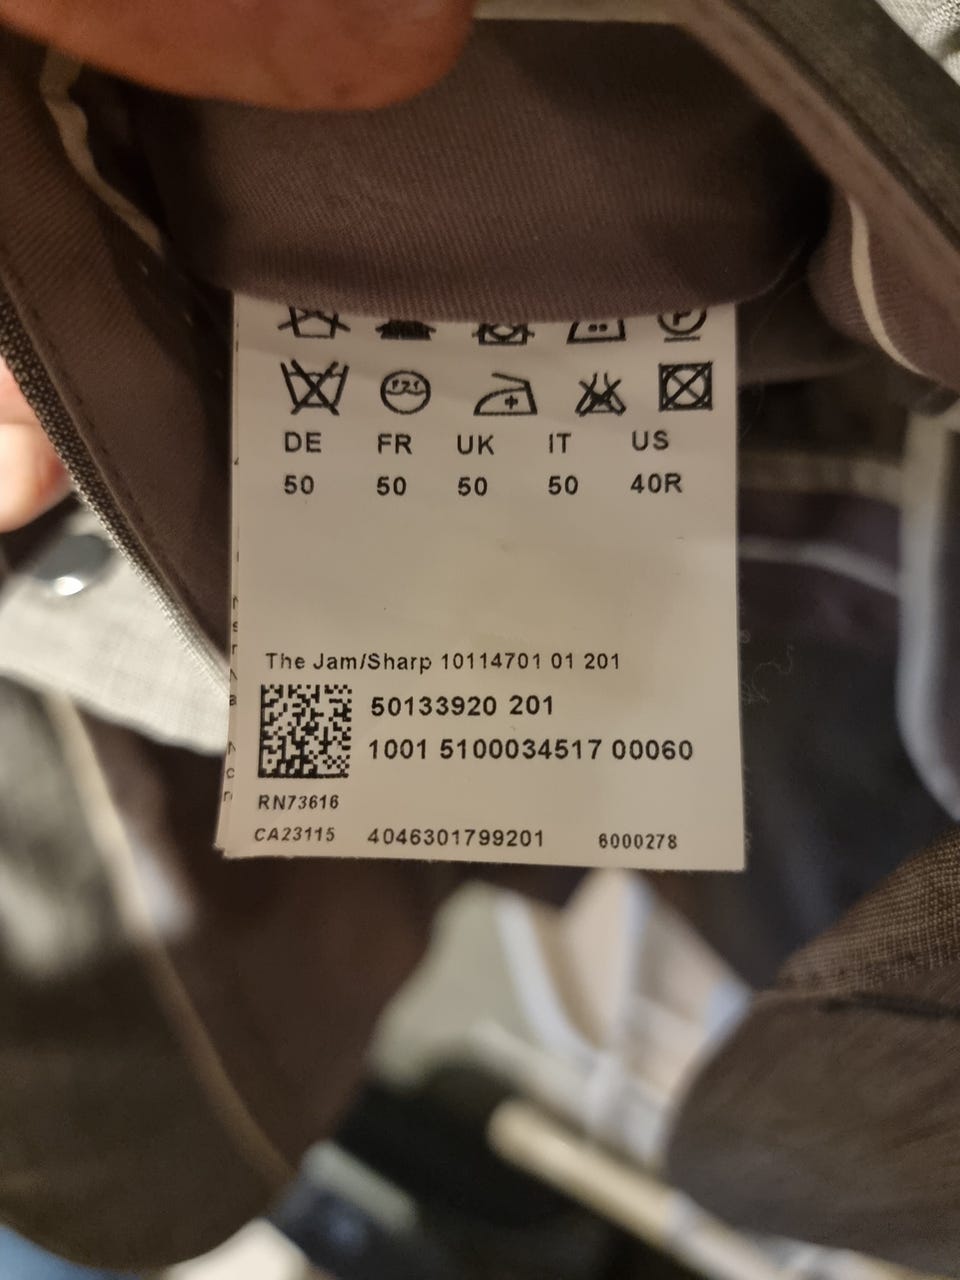 DE FR UK IT US
50 50 50 50 40R
The Jam/Sharp 10114701 01 201
50133920 201
1001 5100034517 00060
RN73616
CA23115 4046301799201 6000278